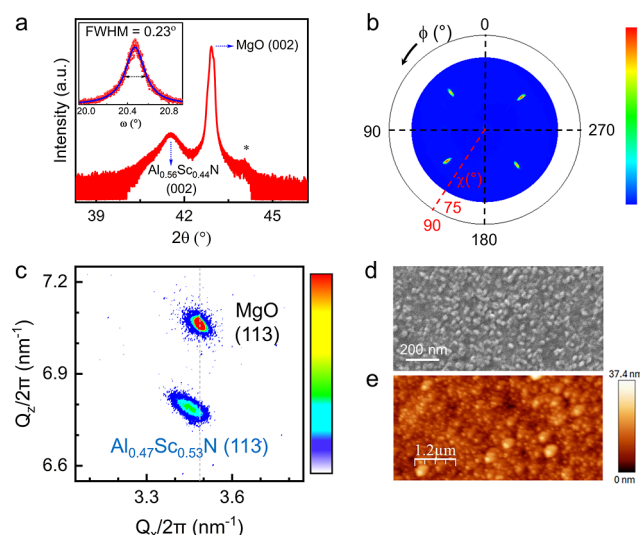 a
FWHM = 0.23°
20.0 20.4 20.8
ω (°)
MgO (002)
*
Al0.56Sc0.44N
(002)
Intensity (a.u.)
39 42 45
2θ (°)
b
ϕ (°)
0
90
270
180
χ(°)
75
90
c
7.2
6.9
6.6
Qz/2π (nm-1)
MgO
(113)
Al0.47Sc0.53N (113)
3.3 3.6
Qx/2π (nm-1)
d
200 nm
e
1.2µm
37.4 nm
0 nm